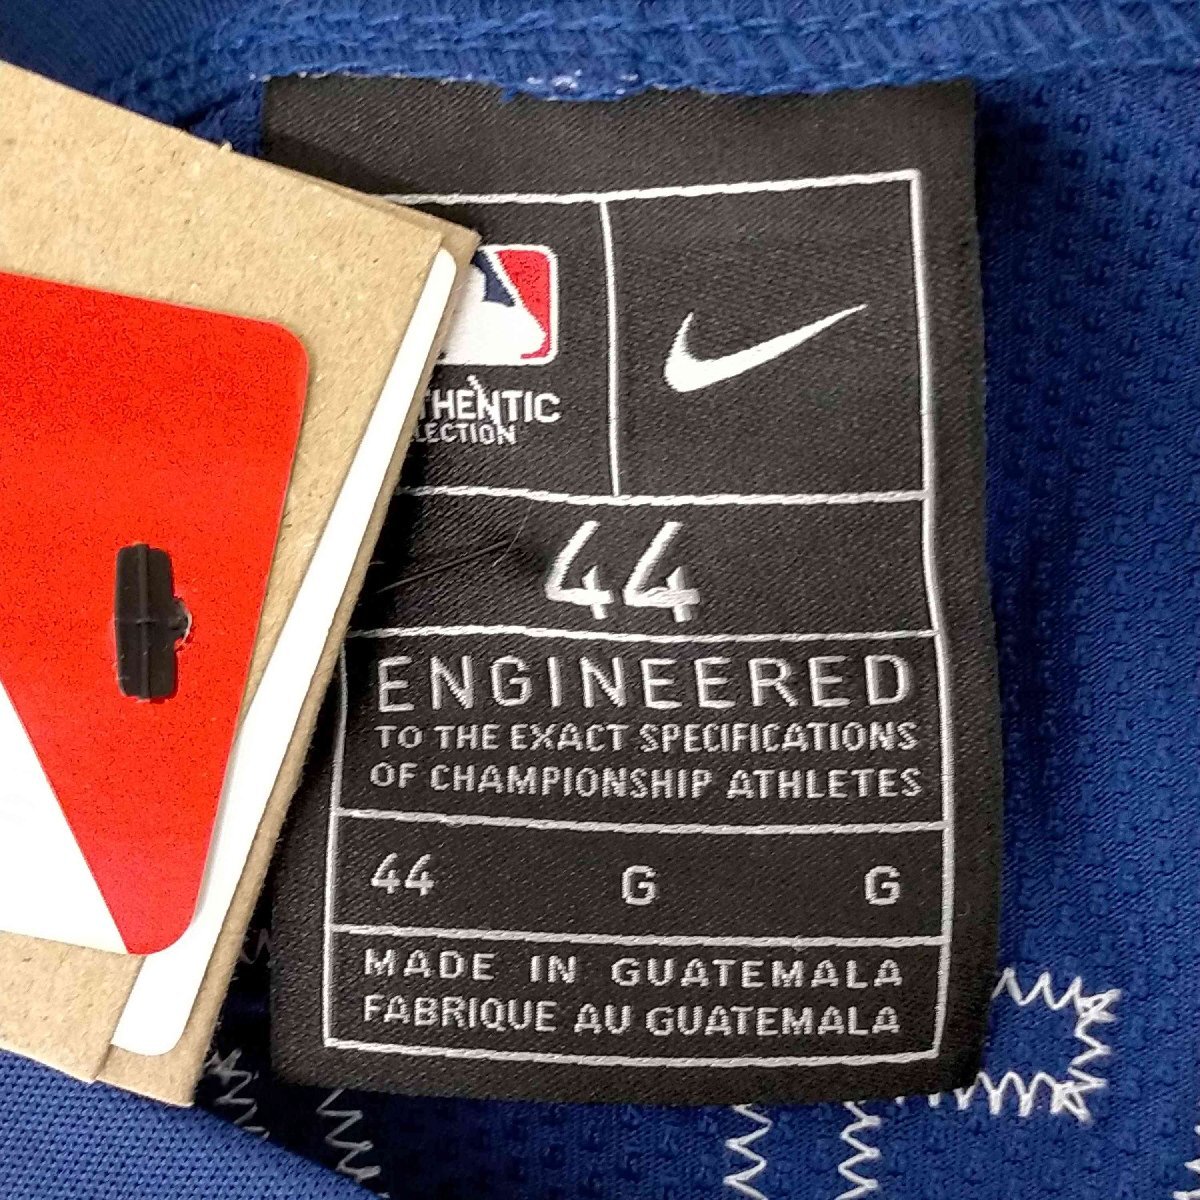 THENTIC
LECTION
44
ENGINEERED
TO THE EXACT SPECIFICATIONS
OF CHAMPIONSHIP ATHLETES
44 G G
MADE IN GUATEMALA
FABRIQUE AU GUATEMALA